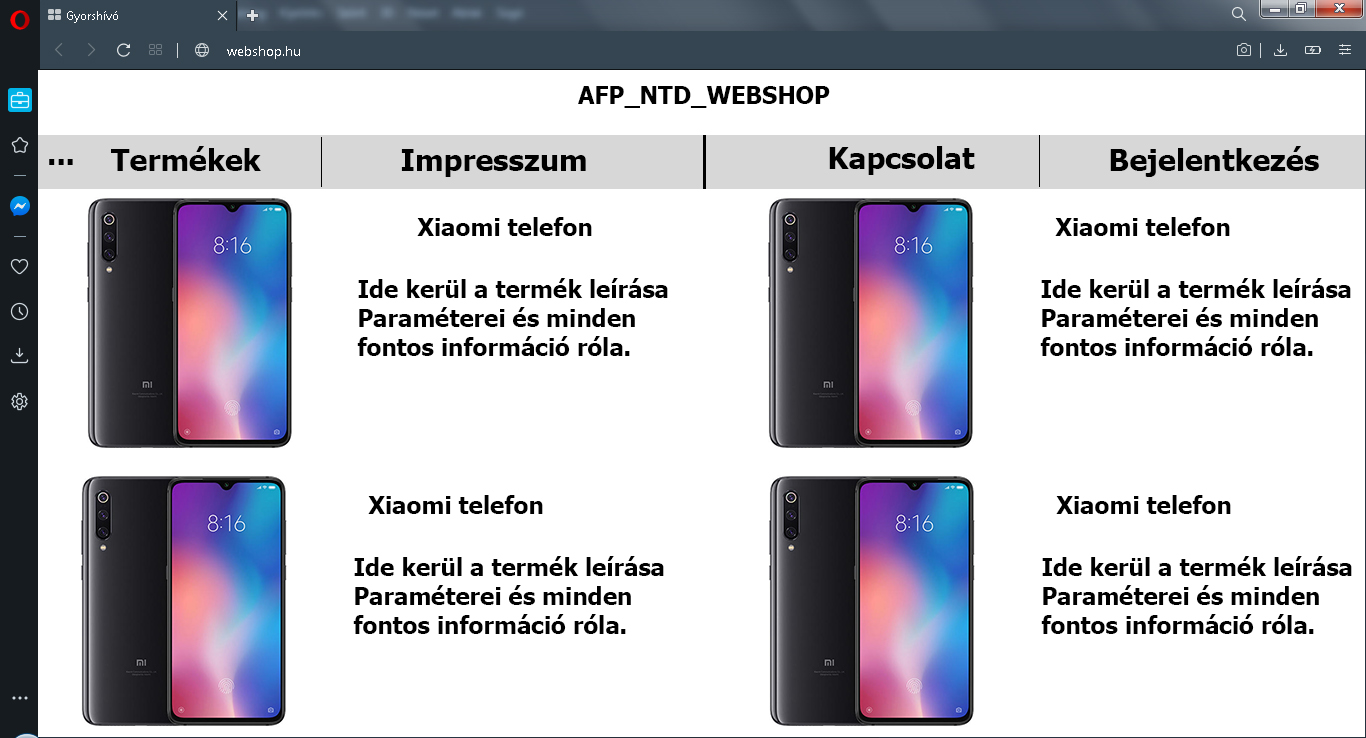 Gyorshívó
webshop.hu
AFP_NTD_WEBSHOP
... Termékek Impresszum Kapcsolat Bejelentkezés
8:16
MI
Xiaomi telefon
Ide kerül a termék leírása
Paraméterei és minden
fontos információ róla.
8:16
MI
Xiaomi telefon
Ide kerül a termék leírása
Paraméterei és minden
fontos információ róla.
8:16
MI
Xiaomi telefon
Ide kerül a termék leírása
Paraméterei és minden
fontos információ róla.
8:16
MI
Xiaomi telefon
Ide kerül a termék leírása
Paraméterei és minden
fontos információ róla.